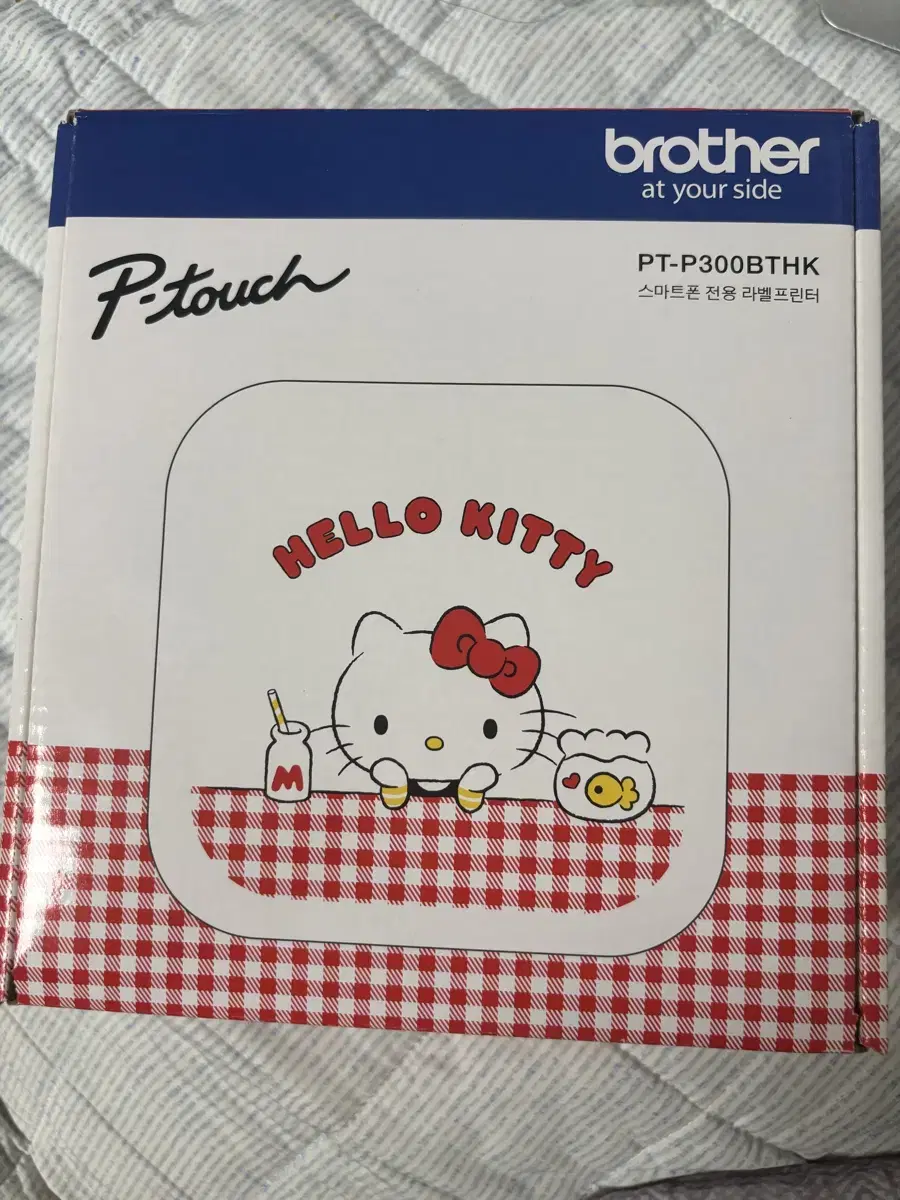 brother
at your side
P-touch
PT-P300BTHK
스마트폰 전용 라벨프린터
HELLO KITTY
M